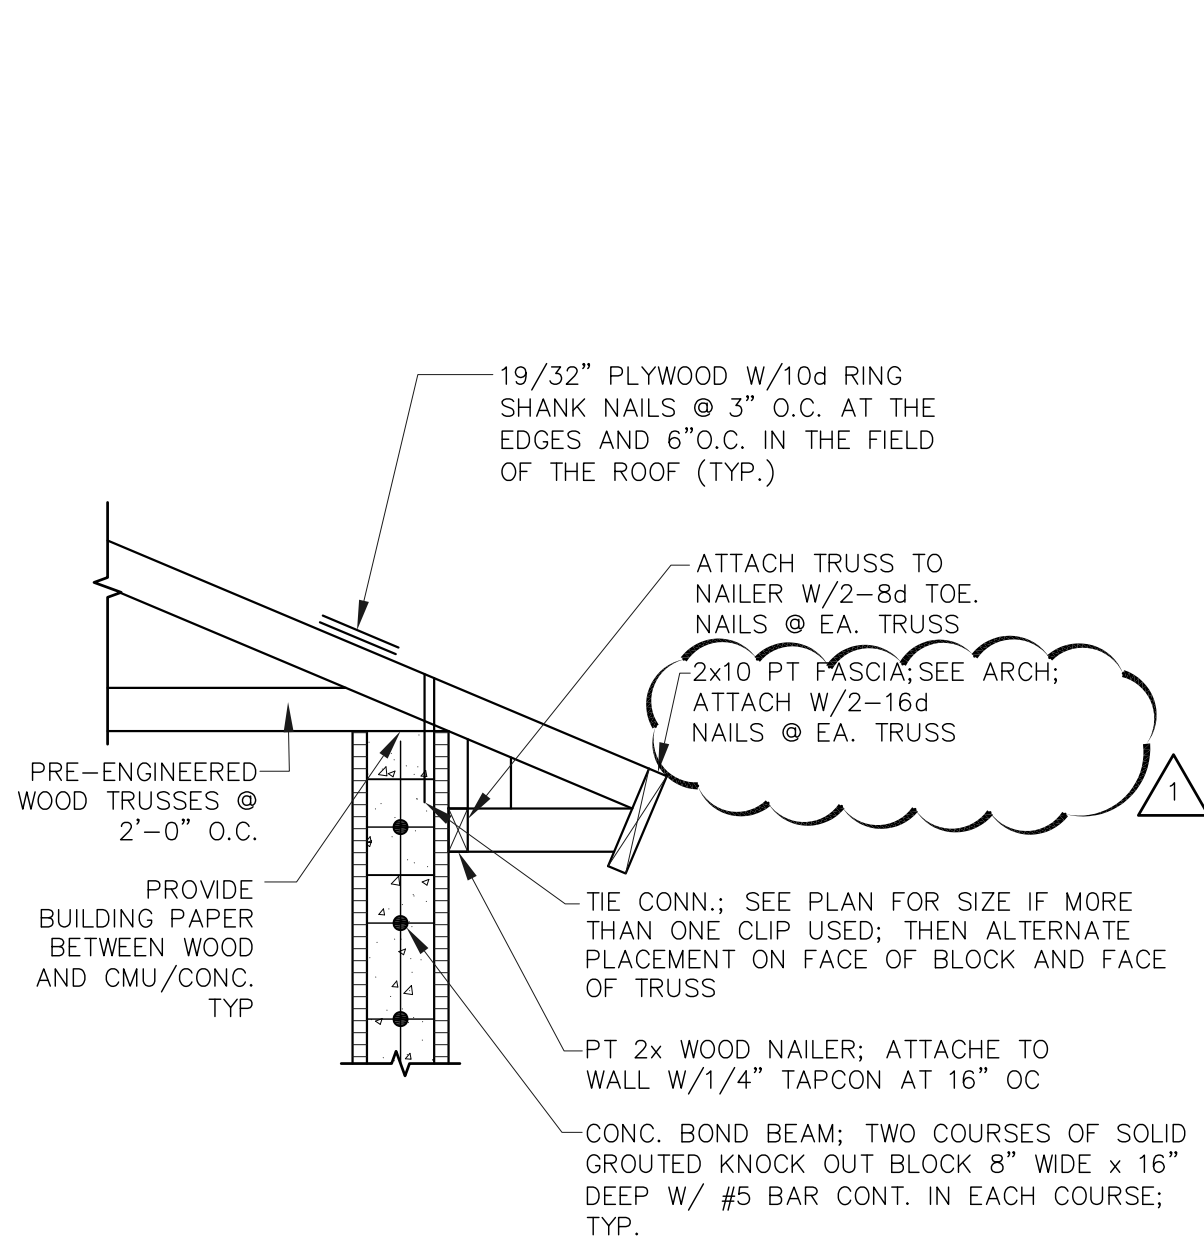 19/32” PLYWOOD W/10d RING
SHANK NAILS @ 3” O.C. AT THE
EDGES AND 6”O.C. IN THE FIELD
OF THE ROOF (TYP.)
ATTACH TRUSS TO
NAILER W/2-8d TOE.
NAILS @ EA. TRUSS
2x10 PT FASCIA;SEE ARCH;
ATTACH W/2-16d
NAILS @ EA. TRUSS
1
PRE-ENGINEERED
WOOD TRUSSES @
2’-0” O.C.
PROVIDE
BUILDING PAPER
BETWEEN WOOD
AND CMU/CONC.
TYP
TIE CONN.; SEE PLAN FOR SIZE IF MORE
THAN ONE CLIP USED; THEN ALTERNATE
PLACEMENT ON FACE OF BLOCK AND FACE
OF TRUSS
PT 2x WOOD NAILER; ATTACHE TO
WALL W/1/4” TAPCON AT 16” OC
CONC. BOND BEAM; TWO COURSES OF SOLID
GROUTED KNOCK OUT BLOCK 8” WIDE x 16”
DEEP W/ #5 BAR CONT. IN EACH COURSE;
TYP.